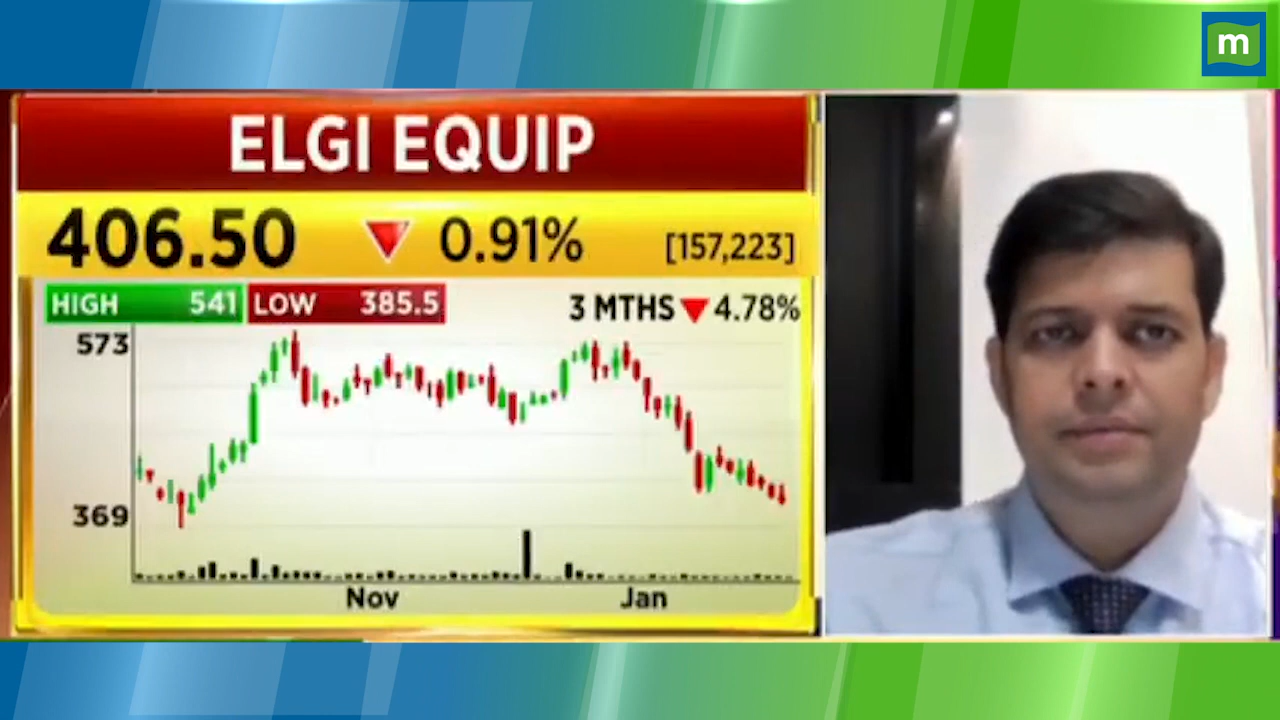 m
ELGI EQUIP
406.50 ▼ 0.91% [157,223]
HIGH 541 LOW 385.5 3 MTHS ▼ 4.78%
573
369
Nov Jan